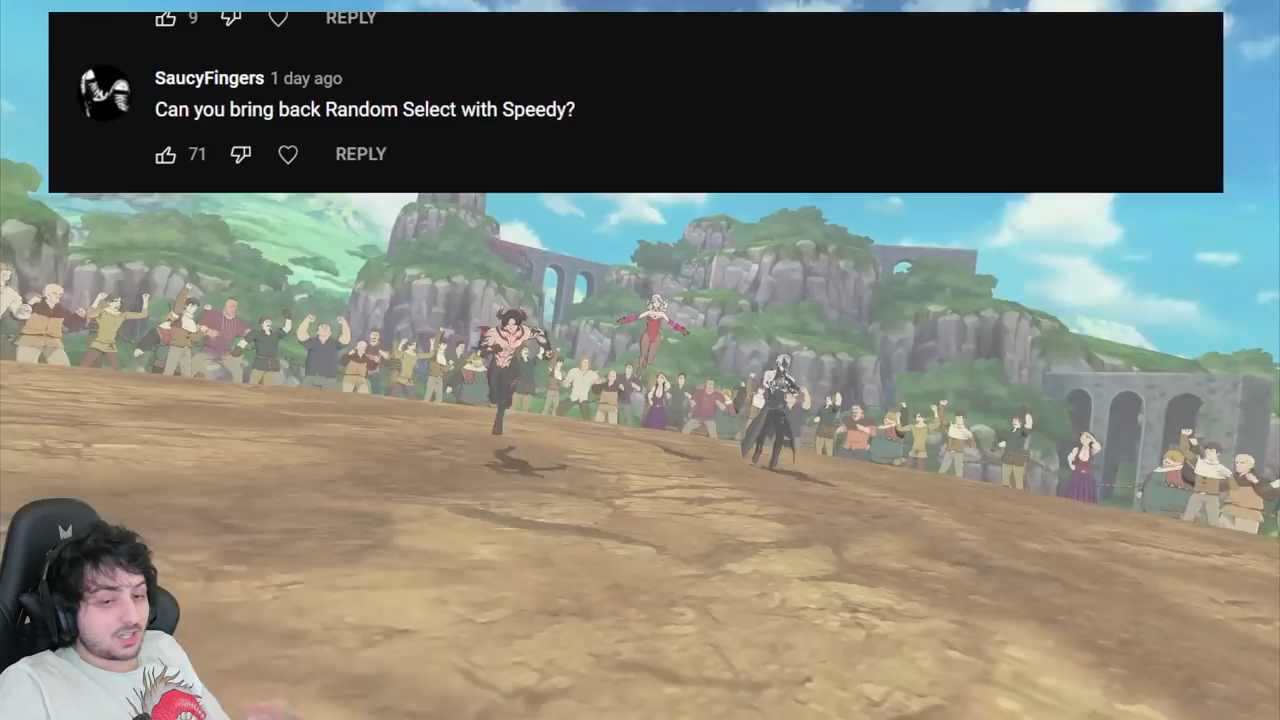 9 REPLY
SaucyFingers 1 day ago
Can you bring back Random Select with Speedy?
71 REPLY